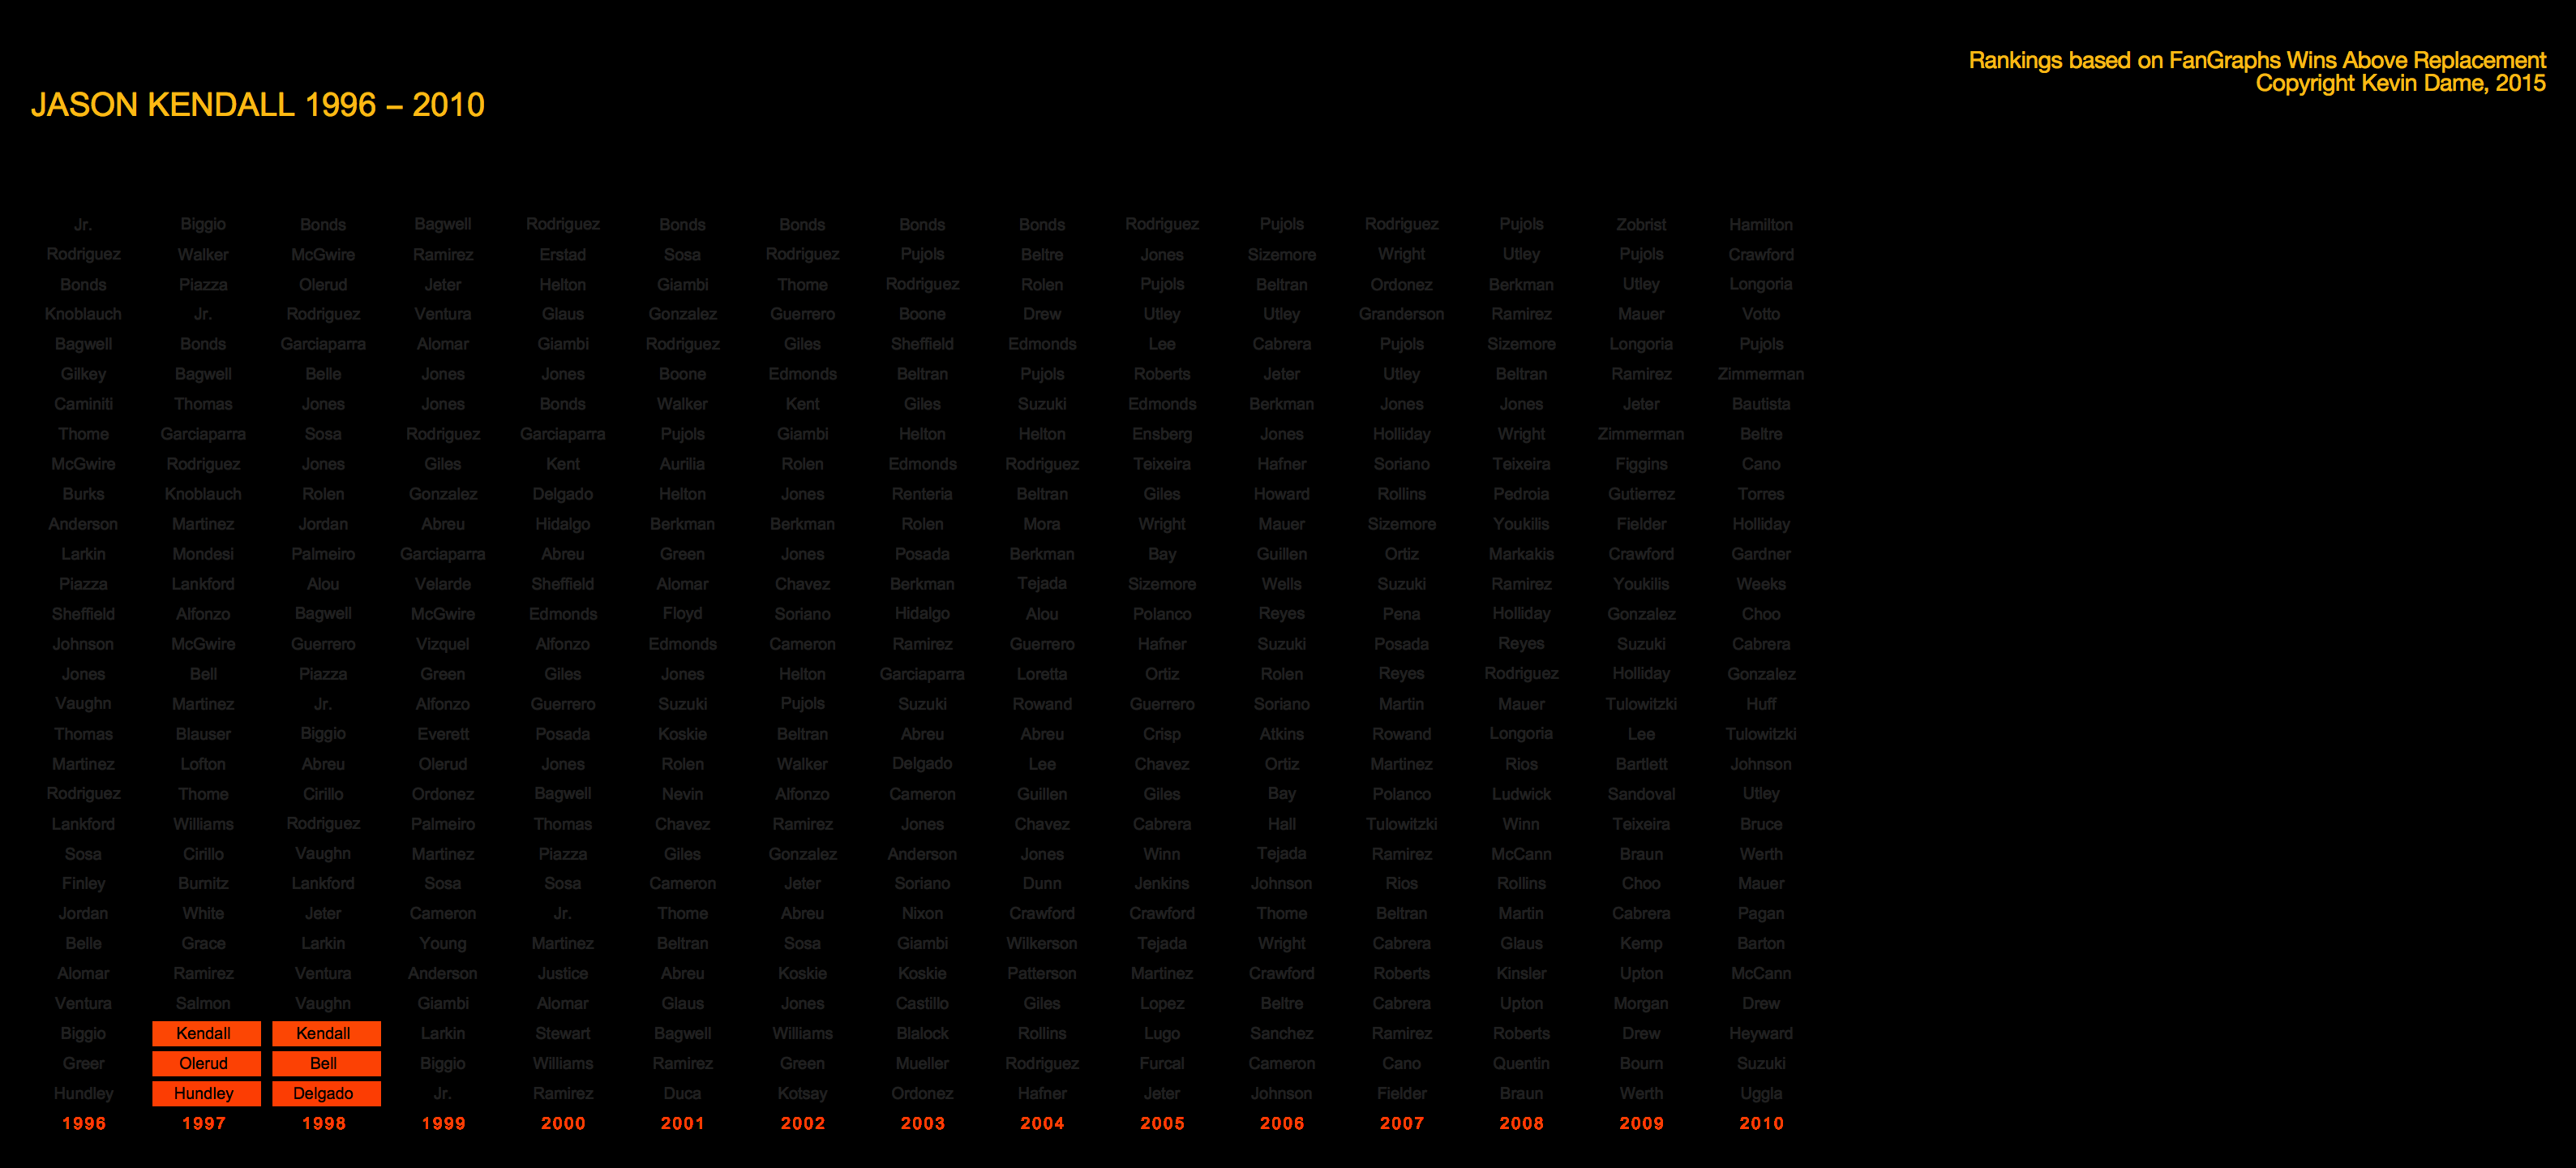 Rankings based on FanGraphs Wins Above Replacement
Copyright Kevin Dame, 2015
JASON KENDALL 1996 – 2010
Jr. Biggio Bonds Bagwell Rodriguez Bonds Bonds Bonds Bonds Rodriguez Pujols Rodriguez Pujols Zobrist Hamilton
Rodriguez Walker McGwire Ramirez Erstad Sosa Rodriguez Pujols Beltre Jones Sizemore Wright Utley Pujols Crawford
Bonds Piazza Olerud Jeter Helton Giambi Thome Rodriguez Rolen Pujols Beltran Ordonez Berkman Utley Longoria
Knoblauch Jr. Rodriguez Ventura Glaus Gonzalez Guerrero Boone Drew Utley Utley Granderson Ramirez Mauer Votto
Bagwell Bonds Garciaparra Alomar Giambi Rodriguez Giles Sheffield Edmonds Lee Cabrera Pujols Sizemore Longoria Pujols
Gilkey Bagwell Belle Jones Jones Boone Edmonds Beltran Pujols Roberts Jeter Utley Beltran Ramirez Zimmerman
Caminiti Thomas Jones Jones Bonds Walker Kent Giles Suzuki Edmonds Berkman Jones Jones Jeter Bautista
Thome Garciaparra Sosa Rodriguez Garciaparra Pujols Giambi Helton Helton Ensberg Jones Holliday Wright Zimmerman Beltre
McGwire Rodriguez Jones Giles Kent Aurilia Rolen Edmonds Rodriguez Teixeira Hafner Soriano Teixeira Figgins Cano
Burks Knoblauch Rolen Gonzalez Delgado Helton Jones Renteria Beltran Giles Howard Rollins Pedroia Gutierrez Torres
Anderson Martinez Jordan Abreu Hidalgo Berkman Berkman Rolen Mora Wright Mauer Sizemore Youkilis Fielder Holliday
Larkin Mondesi Palmeiro Garciaparra Abreu Green Jones Posada Berkman Bay Guillen Ortiz Markakis Crawford Gardner
Piazza Lankford Alou Velarde Sheffield Alomar Chavez Berkman Tejada Sizemore Wells Suzuki Ramirez Youkilis Weeks
Sheffield Alfonzo Bagwell McGwire Edmonds Floyd Soriano Hidalgo Alou Polanco Reyes Pena Holliday Gonzalez Choo
Johnson McGwire Guerrero Vizquel Alfonzo Edmonds Cameron Ramirez Guerrero Hafner Suzuki Posada Reyes Suzuki Cabrera
Jones Bell Piazza Green Giles Jones Helton Garciaparra Loretta Ortiz Rolen Reyes Rodriguez Holliday Gonzalez
Vaughn Martinez Jr. Alfonzo Guerrero Suzuki Pujols Suzuki Rowand Guerrero Soriano Martin Mauer Tulowitzki Huff
Thomas Blauser Biggio Everett Posada Koskie Beltran Abreu Abreu Crisp Atkins Rowand Longoria Lee Tulowitzki
Martinez Lofton Abreu Olerud Jones Rolen Walker Delgado Lee Chavez Ortiz Martinez Rios Bartlett Johnson
Rodriguez Thome Cirillo Ordonez Bagwell Nevin Alfonzo Cameron Guillen Giles Bay Polanco Ludwick Sandoval Utley
Lankford Williams Rodriguez Palmeiro Thomas Chavez Ramirez Jones Chavez Cabrera Hall Tulowitzki Winn Teixeira Bruce
Sosa Cirillo Vaughn Martinez Piazza Giles Gonzalez Anderson Jones Winn Tejada Ramirez McCann Braun Werth
Finley Burnitz Lankford Sosa Sosa Cameron Jeter Soriano Dunn Jenkins Johnson Rios Rollins Choo Mauer
Jordan White Jeter Cameron Jr. Thome Abreu Nixon Crawford Crawford Thome Beltran Martin Cabrera Pagan
Belle Grace Larkin Young Martinez Beltran Sosa Giambi Wilkerson Tejada Wright Cabrera Glaus Kemp Barton
Alomar Ramirez Ventura Anderson Justice Abreu Koskie Koskie Patterson Martinez Crawford Roberts Kinsler Upton McCann
Ventura Salmon Vaughn Giambi Alomar Glaus Jones Castillo Giles Lopez Beltre Cabrera Upton Morgan Drew
Biggio Kendall Kendall Larkin Stewart Bagwell Williams Blalock Rollins Lugo Sanchez Ramirez Roberts Drew Heyward
Greer Olerud Bell Biggio Williams Ramirez Green Mueller Rodriguez Furcal Cameron Cano Quentin Bourn Suzuki
Hundley Hundley Delgado Jr. Ramirez Duca Kotsay Ordonez Hafner Jeter Johnson Fielder Braun Werth Uggla
1996 1997 1998 1999 2000 2001 2002 2003 2004 2005 2006 2007 2008 2009 2010